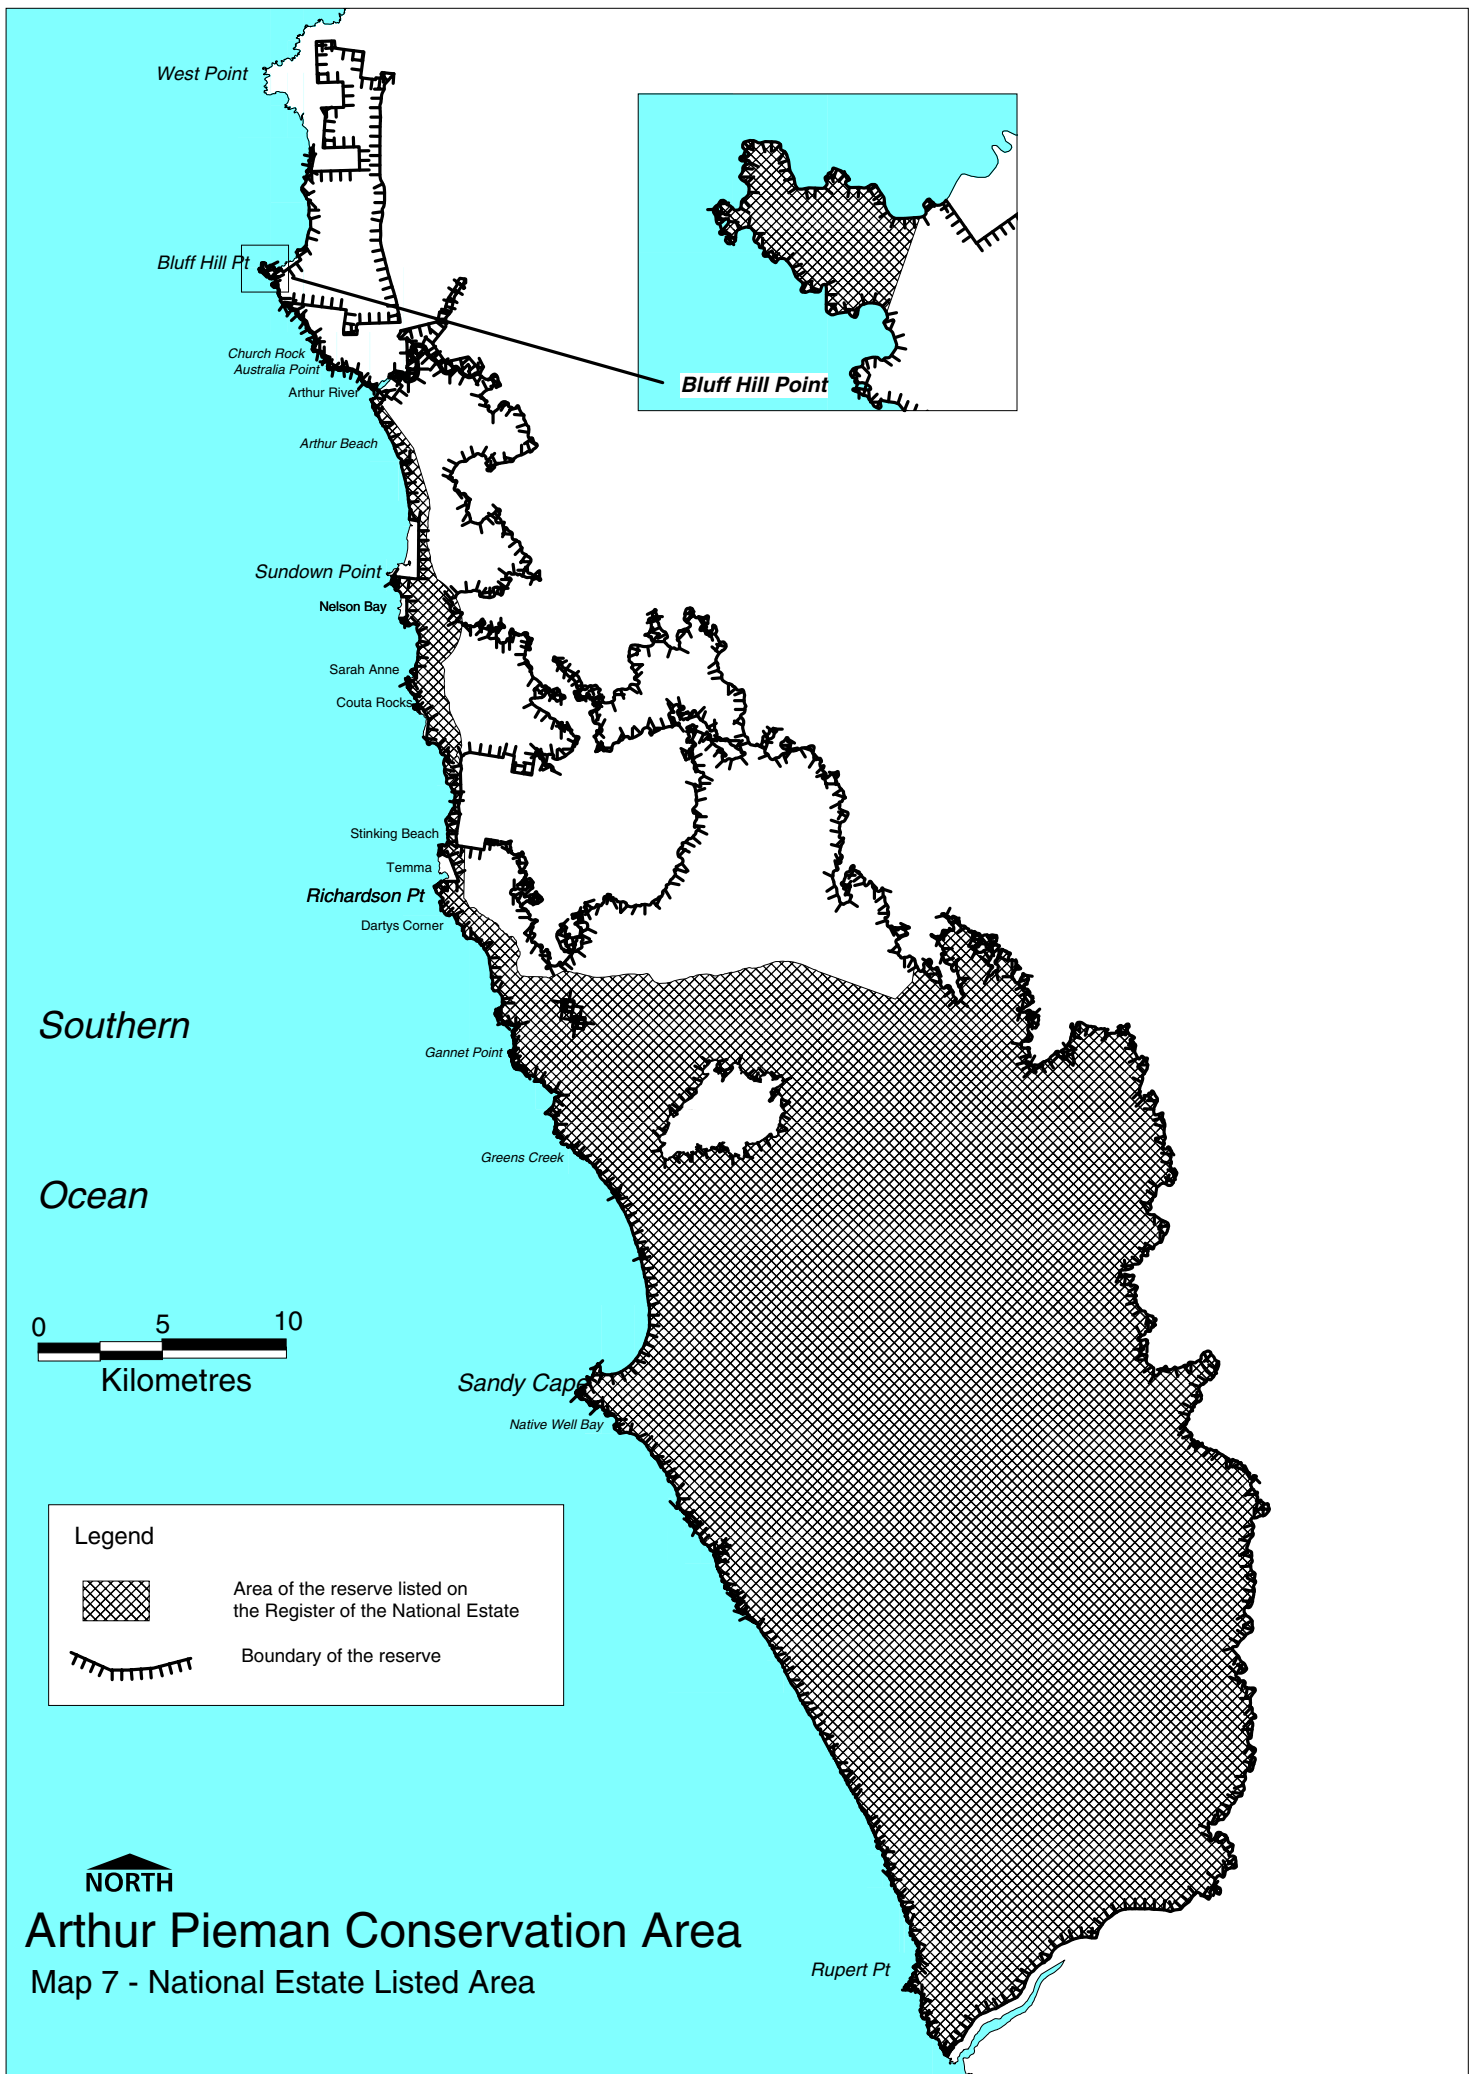 West Point
Bluff Hill Pt
Church Rock
Australia Point
Arthur River
Bluff Hill Point
Arthur Beach
Sundown Point
Nelson Bay
Sarah Anne
Couta Rocks
Stinking Beach
Temma
Richardson Pt
Dartys Corner
Southern
Gannet Point
Greens Creek
Ocean
0 5 10
Kilometres
Sandy Cape
Native Well Bay
Legend
Area of the reserve listed on
the Register of the National Estate
Boundary of the reserve
NORTH
Arthur Pieman Conservation Area
Map 7 - National Estate Listed Area
Rupert Pt